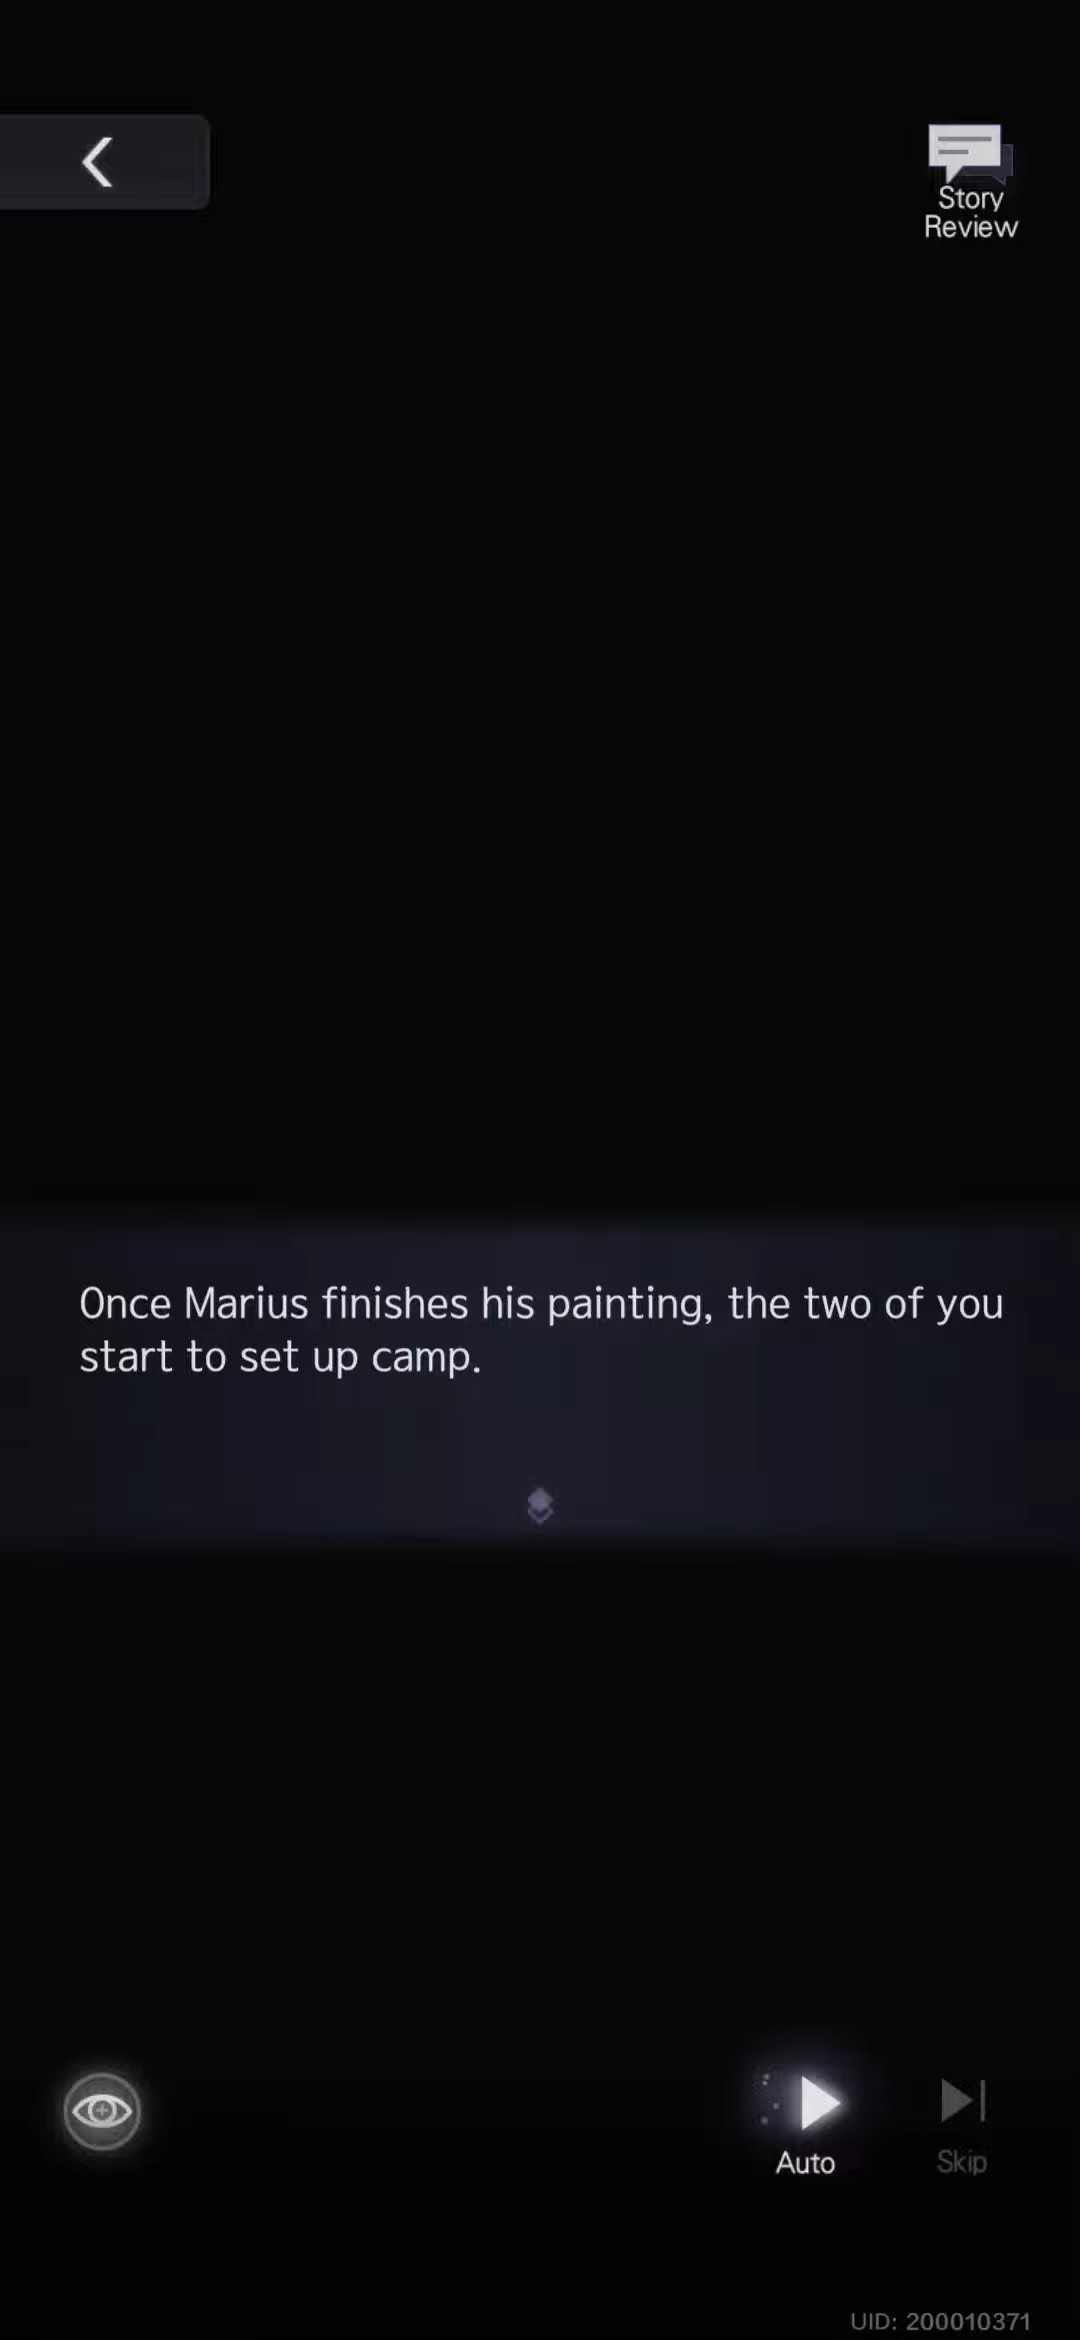 Story
Review
Once Marius finishes his painting, the two of you
start to set up camp.
Auto
Skip
UID: 200010371